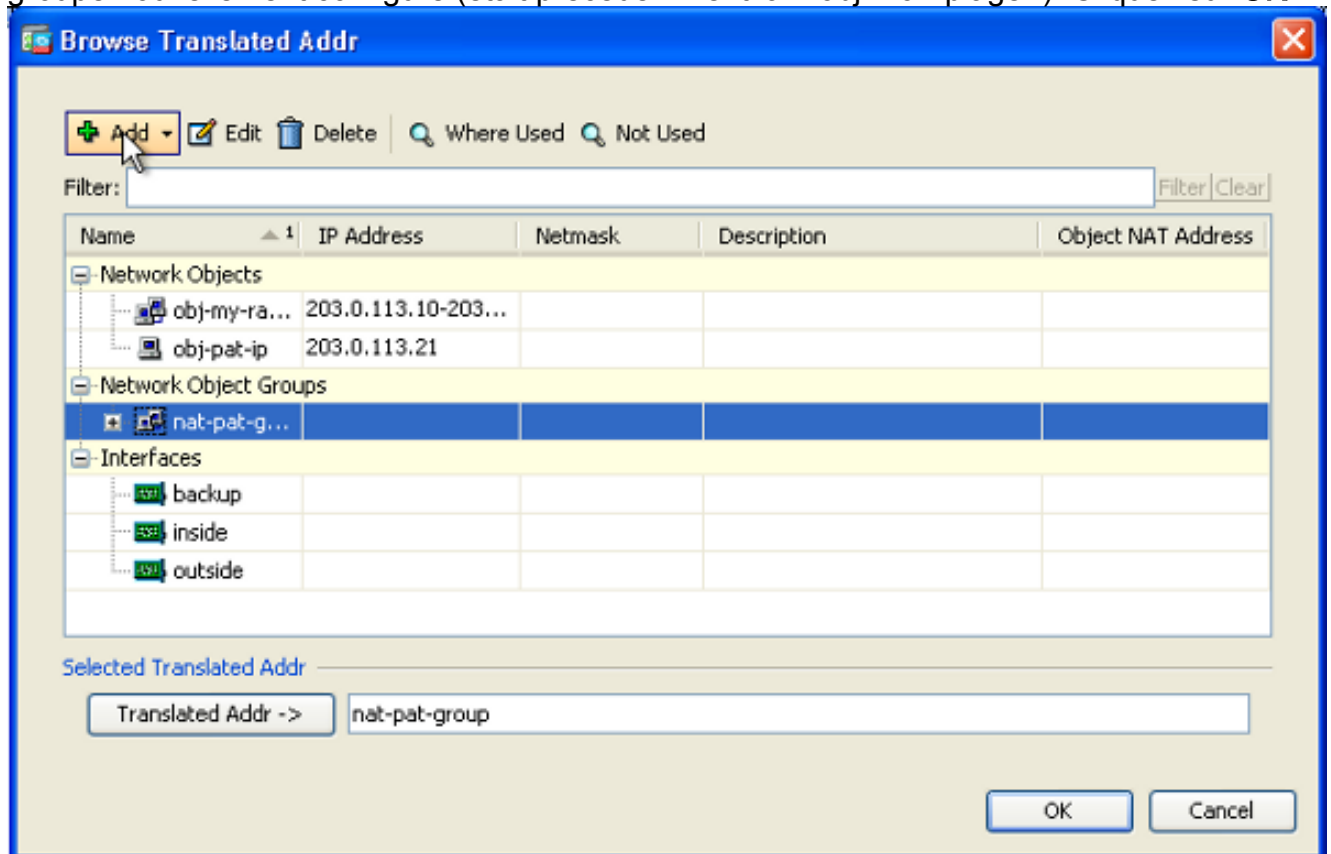 Browse Translated Addr
Add Edit Delete Where Used Not Used
Filter: Filter Clear
Name 1 IP Address Netmask Description Object NAT Address
Network Objects
obj-my-ra... 203.0.113.10-203...
obj-pat-ip 203.0.113.21
Network Object Groups
nat-pat-g...
Interfaces
backup
inside
outside
Selected Translated Addr
Translated Addr -> nat-pat-group
OK Cancel